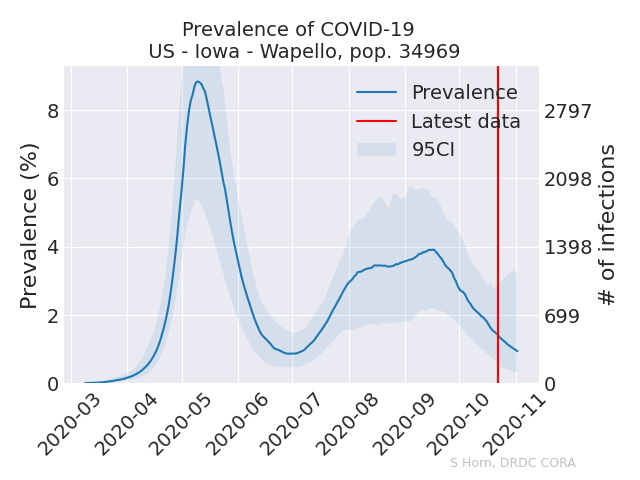 Prevalence of COVID-19
US - Iowa - Wapello, pop. 34969
Prevalence (%)
8
6
4
2
0
Prevalence
Latest data
95CI
2797
2098
1398
699
0
# of infections
2020-03
2020-04
2020-05
2020-06
2020-07
2020-08
2020-09
2020-10
2020-11
S Horn, DRDC CORA